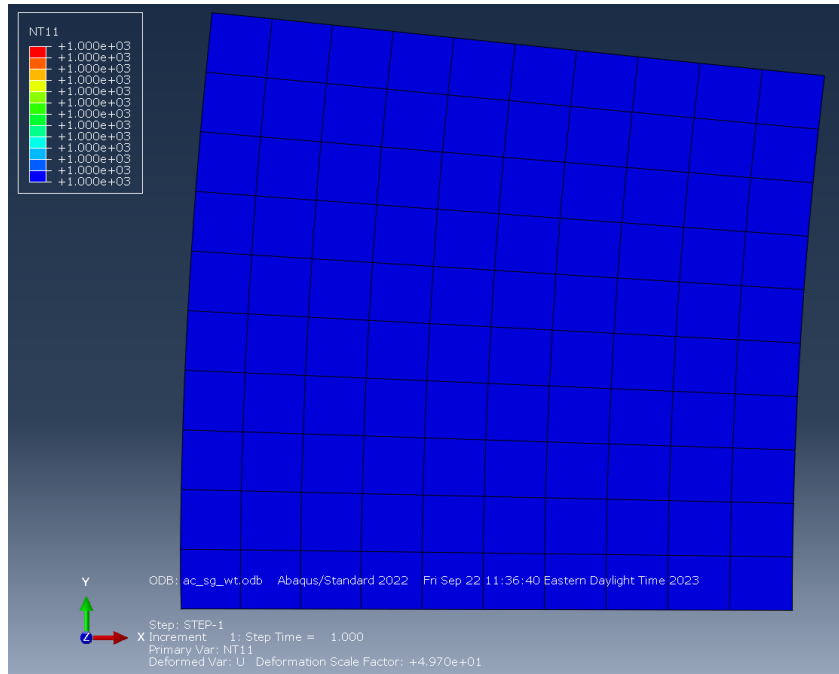 NT11
+1.000e+03
+1.000e+03
+1.000e+03
+1.000e+03
+1.000e+03
+1.000e+03
+1.000e+03
+1.000e+03
+1.000e+03
+1.000e+03
+1.000e+03
+1.000e+03
+1.000e+03
Y
Z
X
ODB: ac_sg_wt.odb Abaqus/Standard 2022 Fri Sep 22 11:36:40 Eastern Daylight Time 2023
Step: STEP-1
Increment 1: Step Time = 1.000
Primary Var: NT11
Deformed Var: U Deformation Scale Factor: +4.970e+01